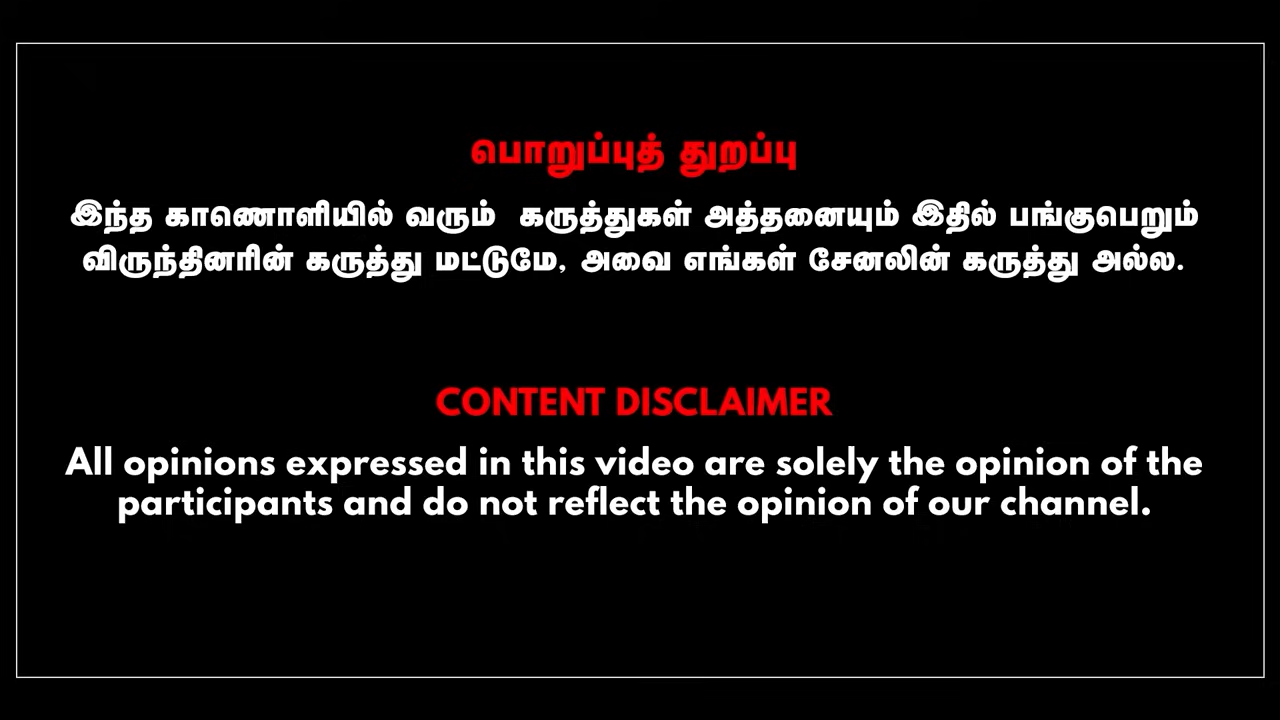 பொறுப்புத் துறப்பு
இந்த காணொளியில் வரும் கருத்துகள் அத்தனையும் இதில் பங்குபெறும்
விருந்தினரின் கருத்து மட்டுமே, அவை எங்கள் சேனலின் கருத்து அல்ல.
CONTENT DISCLAIMER
All opinions expressed in this video are solely the opinion of the
participants and do not reflect the opinion of our channel.